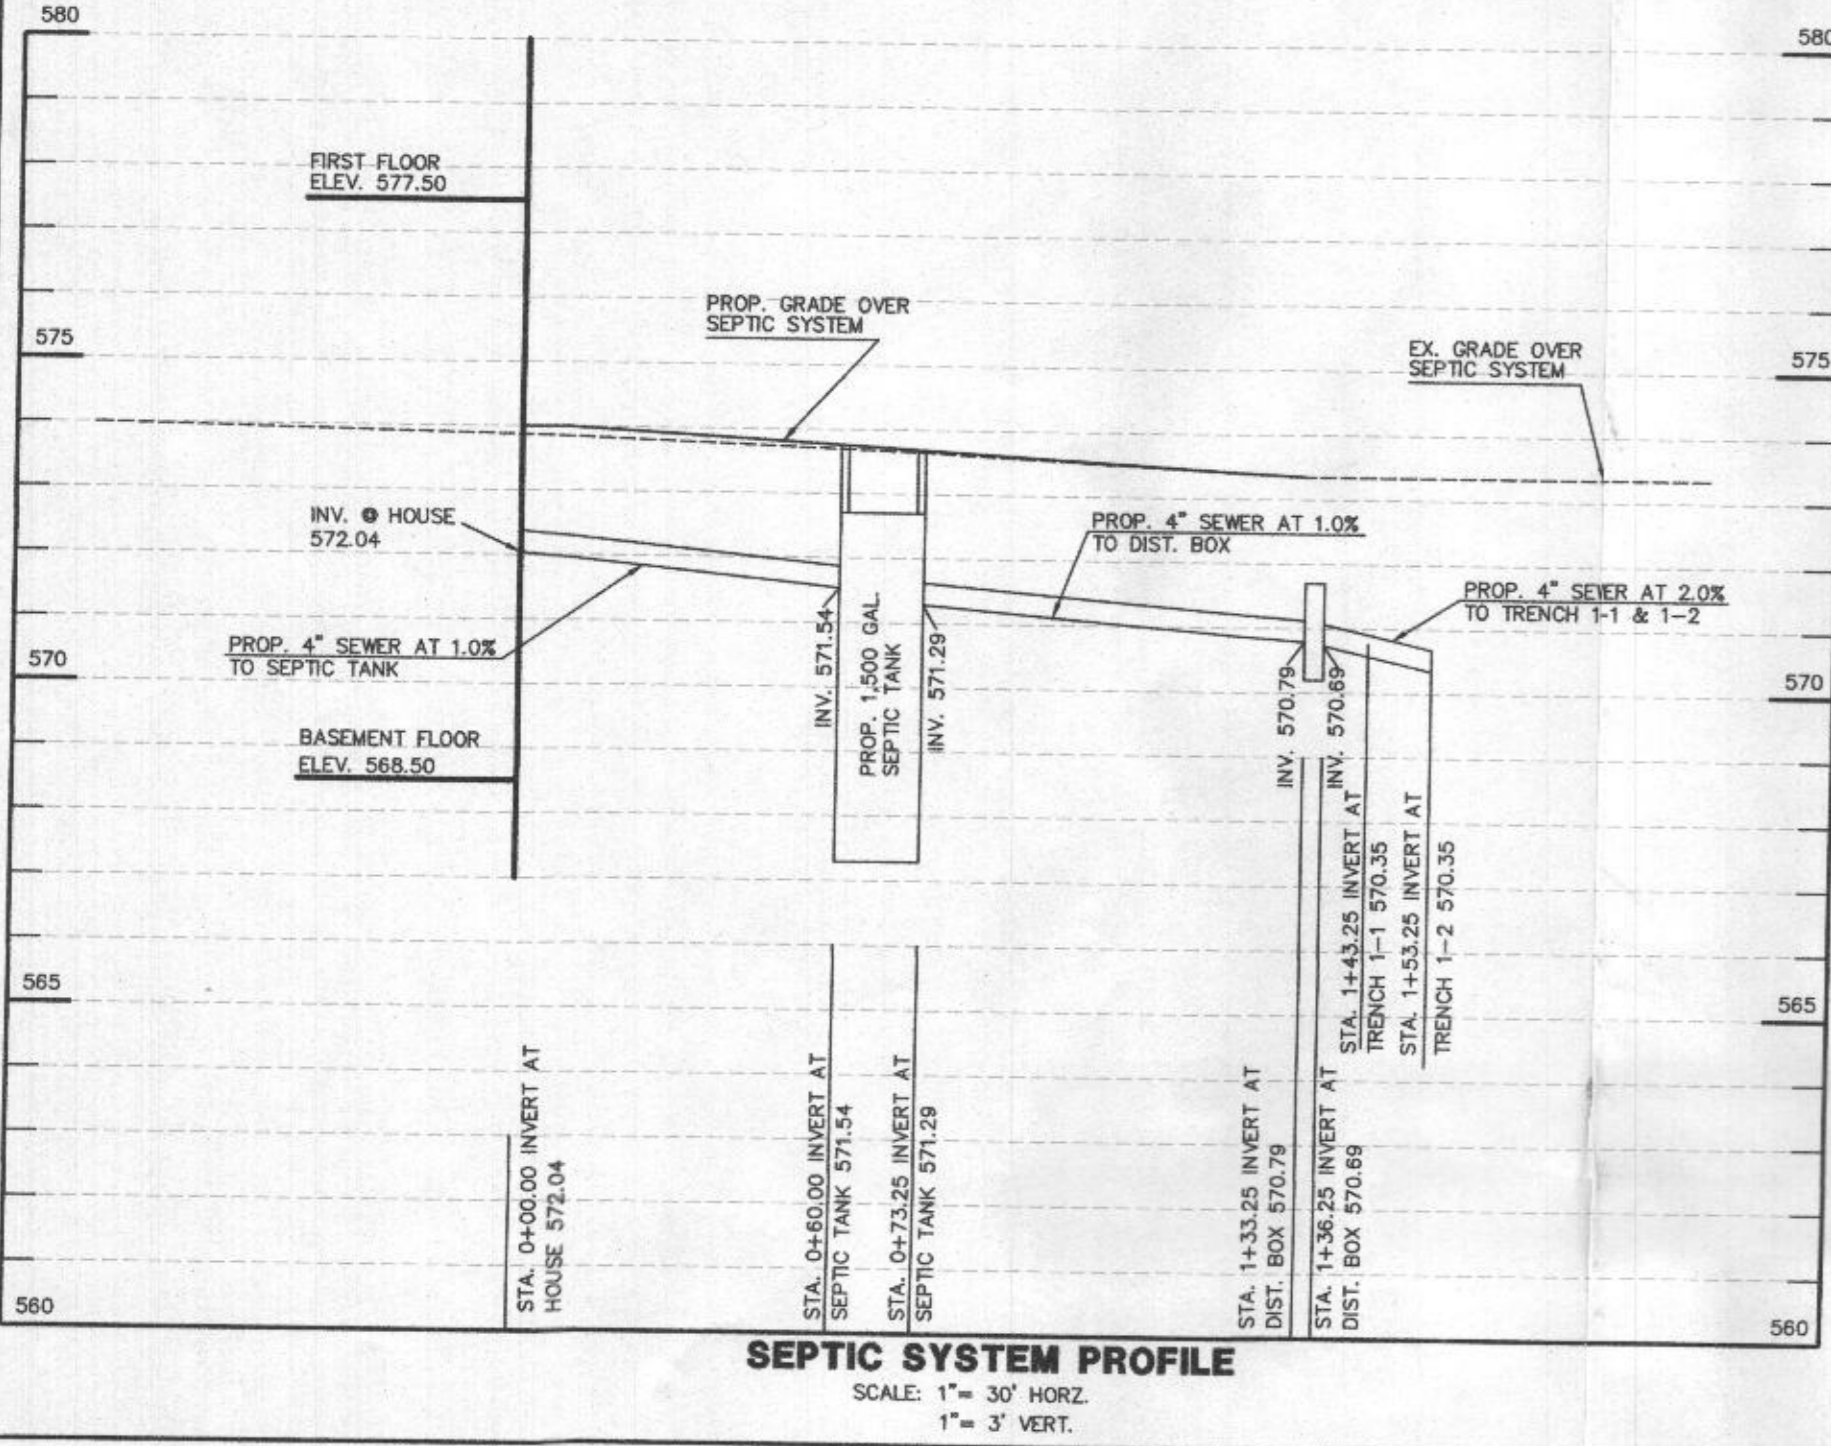 580
580
FIRST FLOOR
ELEV. 577.50
PROP. GRADE OVER
SEPTIC SYSTEM
575
EX. GRADE OVER
SEPTIC SYSTEM
575
INV. @ HOUSE
572.04
PROP. 4" SEWER AT 1.0%
TO DIST. BOX
PROP. 4" SEWER AT 2.0%
TO TRENCH 1-1 & 1-2
PROP. 4" SEWER AT 1.0%
TO SEPTIC TANK
570
570
INV. 571.54
PROP. 1,500 GAL.
SEPTIC TANK
INV. 571.29
INV. 570.79
INV. 570.69
BASEMENT FLOOR
ELEV. 568.50
STA. 1+43.25 INVERT AT
TRENCH 1-1 570.35
STA. 1+53.25 INVERT AT
TRENCH 1-2 570.35
565
565
STA. 0+00.00 INVERT AT
HOUSE 572.04
STA. 0+60.00 INVERT AT
SEPTIC TANK 571.54
STA. 0+73.25 INVERT AT
SEPTIC TANK 571.29
STA. 1+33.25 INVERT AT
DIST. BOX 570.79
STA. 1+36.25 INVERT AT
DIST. BOX 570.69
560
560
SEPTIC SYSTEM PROFILE
SCALE: 1"= 30' HORZ.
1"= 3' VERT.